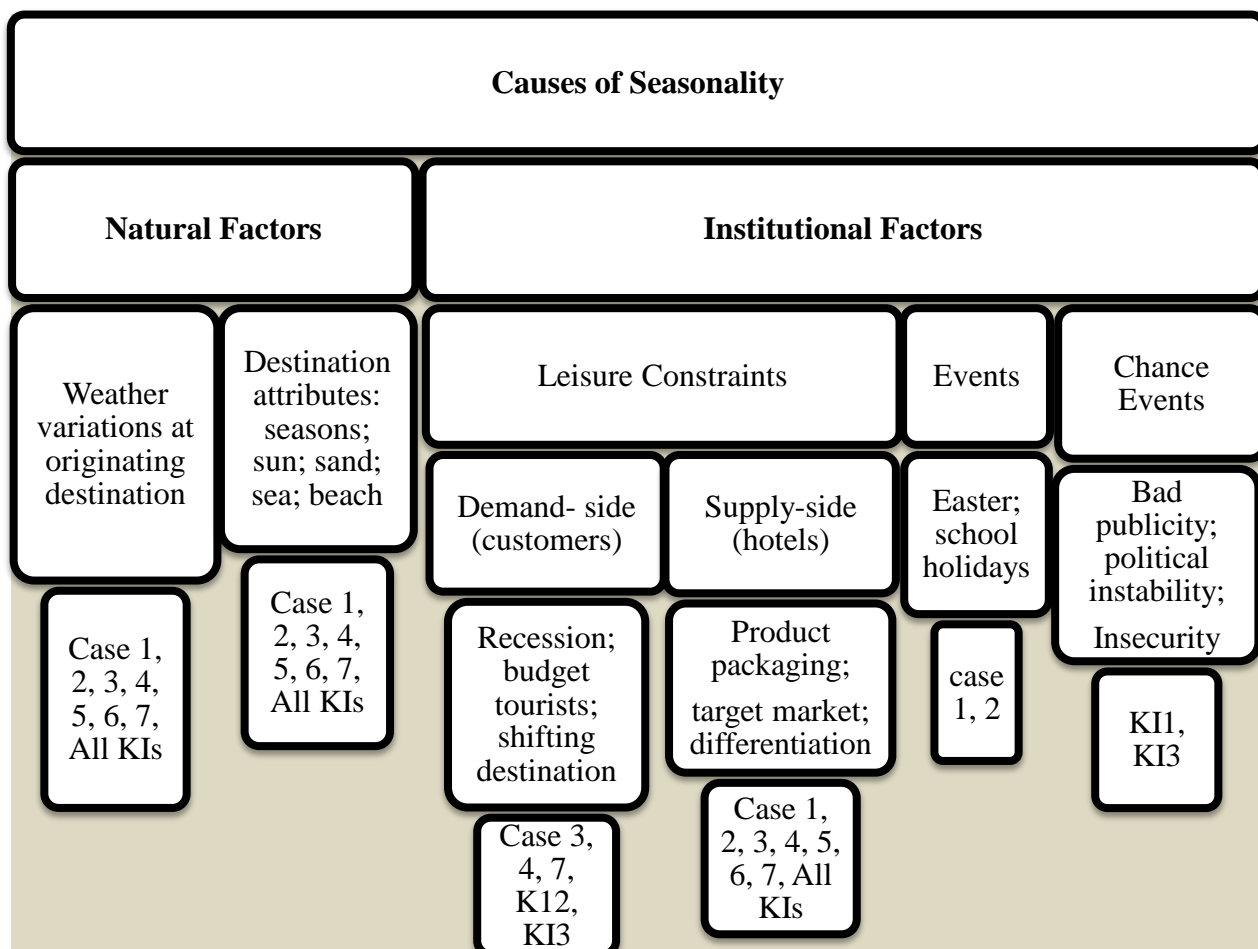 Causes of Seasonality
Natural Factors
Institutional Factors
Weather
variations at
originating
destination
Case 1,
2, 3, 4,
5, 6, 7,
All KIs
Destination
attributes:
seasons;
sun; sand;
sea; beach
Case 1,
2, 3, 4,
5, 6, 7,
All KIs
Leisure Constraints
Demand- side
(customers)
Recession;
budget
tourists;
shifting
destination
Case 3,
4, 7,
K12,
KI3
Supply-side
(hotels)
Product
packaging;
target market;
differentiation
Case 1,
2, 3, 4, 5,
6, 7, All
KIs
Events
Easter;
school
holidays
case
1, 2
Chance
Events
Bad
publicity;
political
instability;
Insecurity
KI1,
KI3